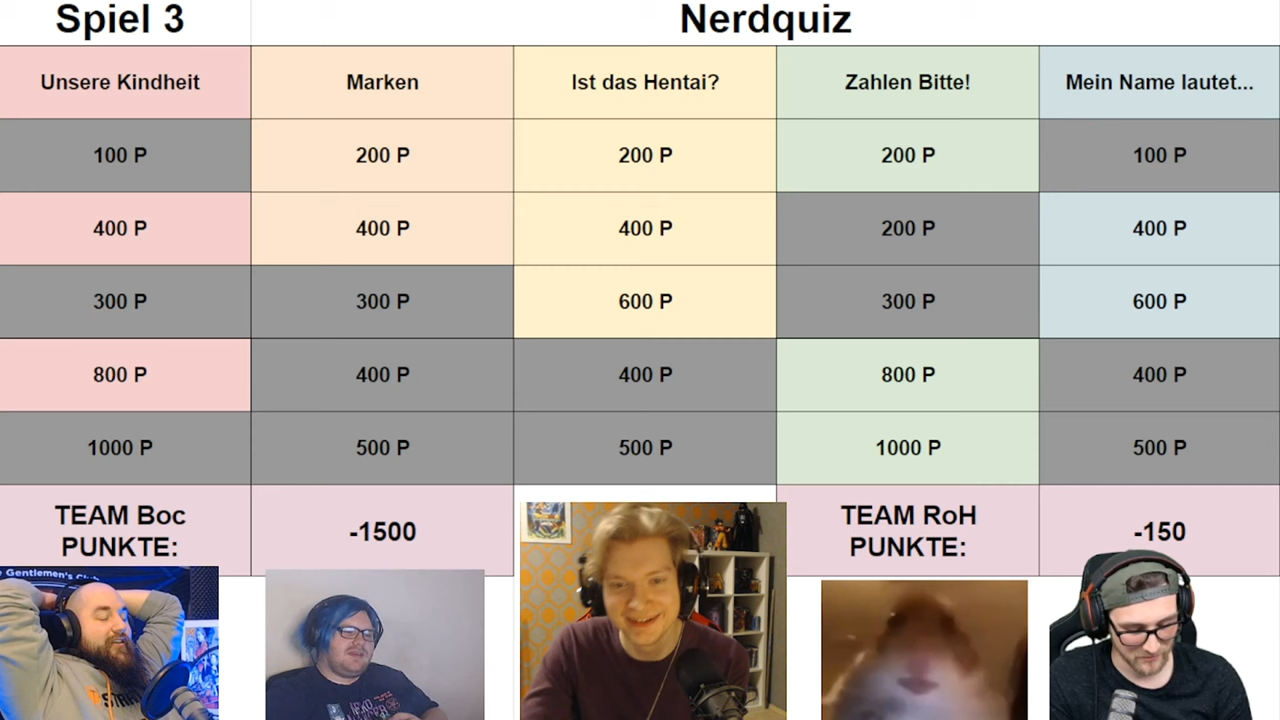 Spiel 3
Nerdquiz
Unsere Kindheit
Marken
Ist das Hentai?
Zahlen Bitte!
Mein Name lautet...
100 P
200 P
200 P
200 P
100 P
400 P
400 P
400 P
200 P
400 P
300 P
300 P
600 P
300 P
600 P
800 P
400 P
400 P
800 P
400 P
1000 P
500 P
500 P
1000 P
500 P
TEAM Boc
PUNKTE:
-1500
TEAM RoH
PUNKTE:
-150
e Gentlemen's Club